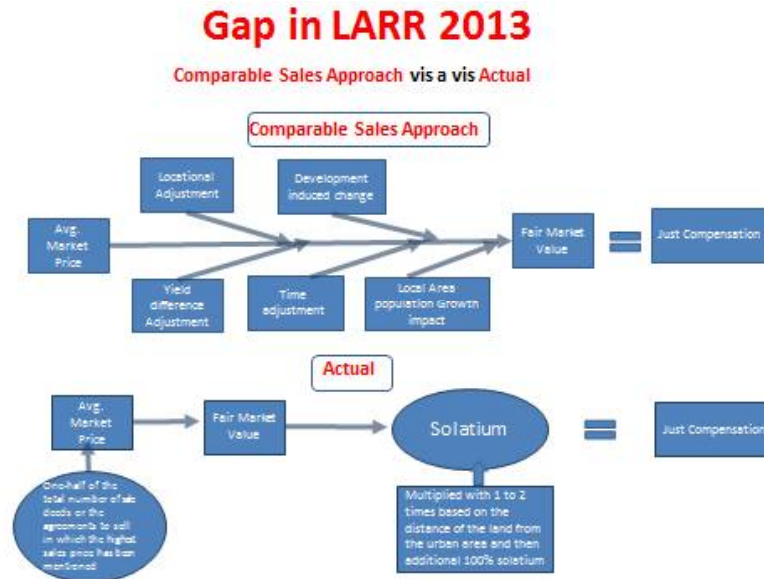 Gap in LARR 2013
Comparable Sales Approach vis a vis Actual
Comparable Sales Approach
Locational
Adjustment
Development
induced change
Avg.
Market
Price
Fair Market
Value
Just Compensation
Yield
difference
Adjustment
Time
adjustment
Local Area
population Growth
impact
Actual
Avg.
Market
Price
Fair Market
Value
Solatium
Just Compensation
One-half of the
total number of sale
deeds or the
agreements to sell
in which the highest
sales price has been
mentioned
Multiplied with 1 to 2
times based on the
distance of the land from
the urban area and then
additional 100% solatium